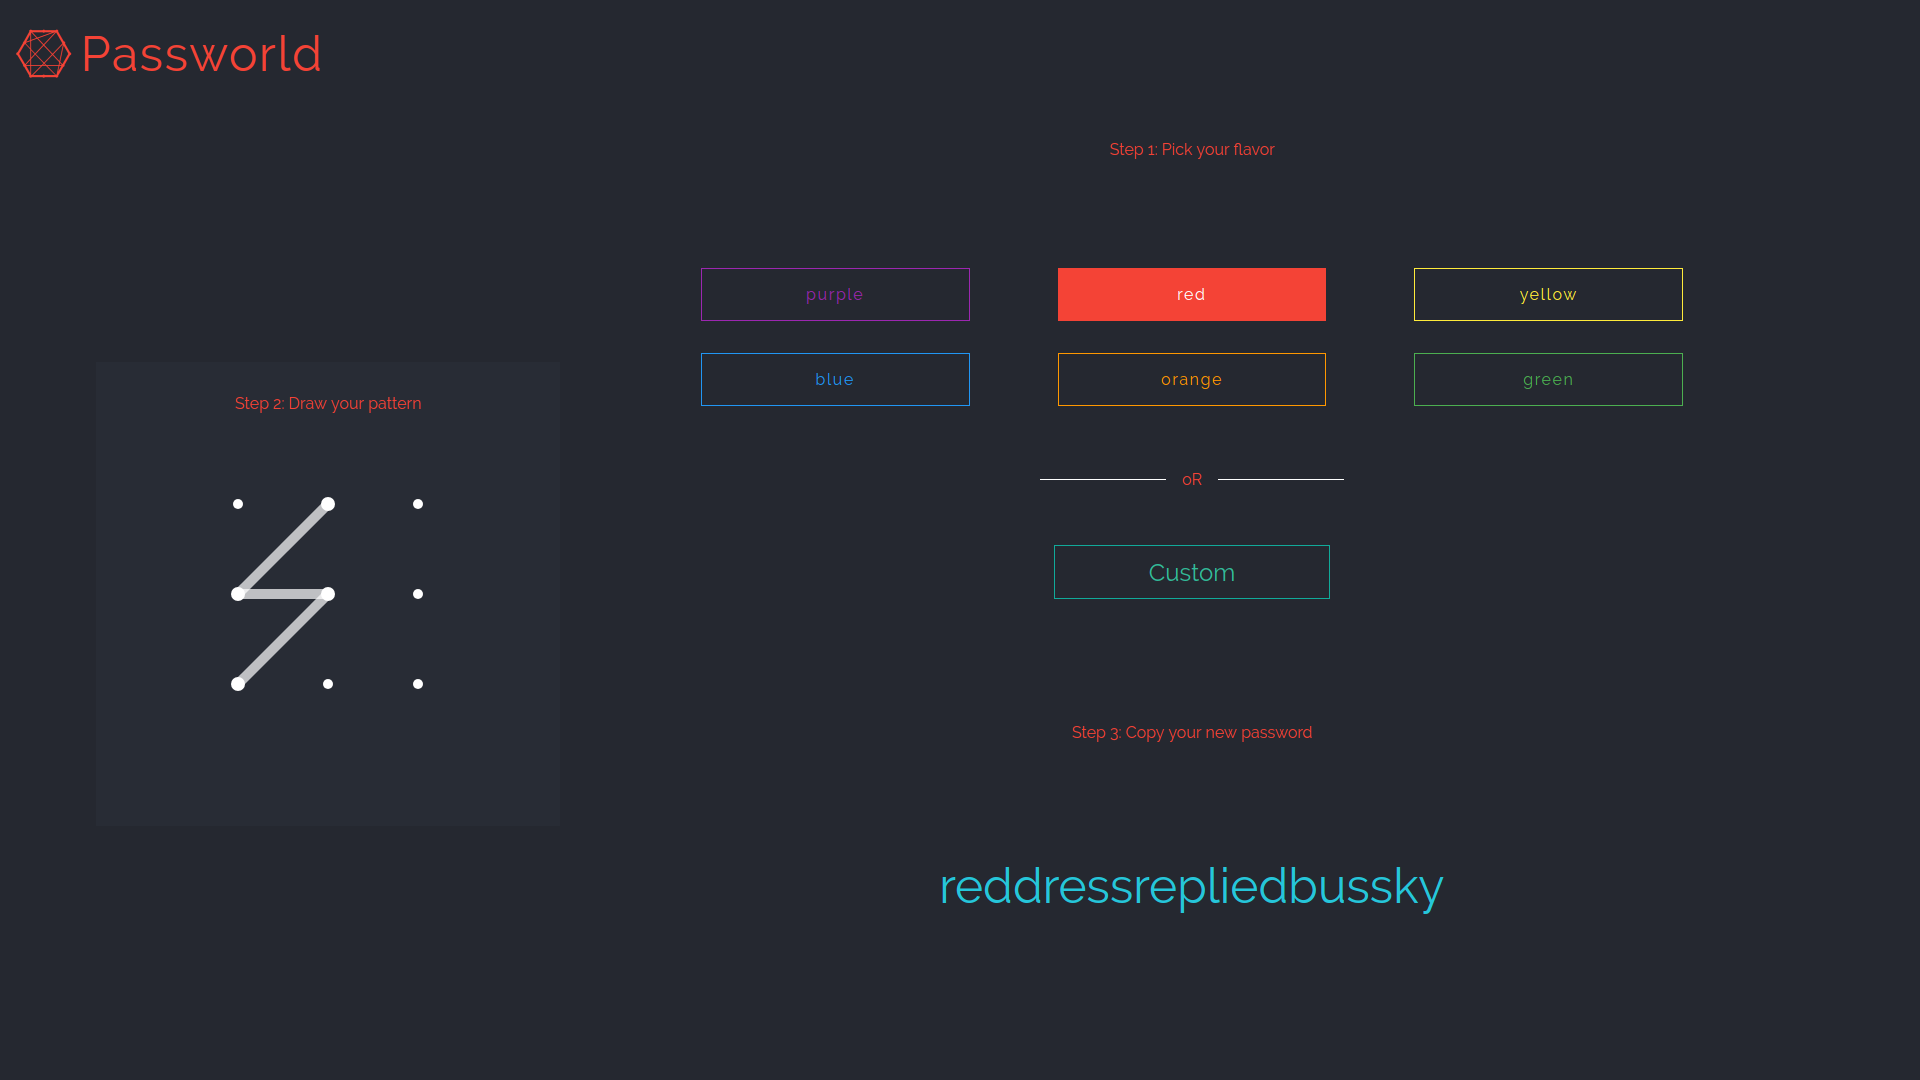 Passworld
Step 1: Pick your flavor
purple
red
yellow
blue
orange
green
Step 2: Draw your pattern
oR
Custom
Step 3: Copy your new password
reddressrepliedbussky